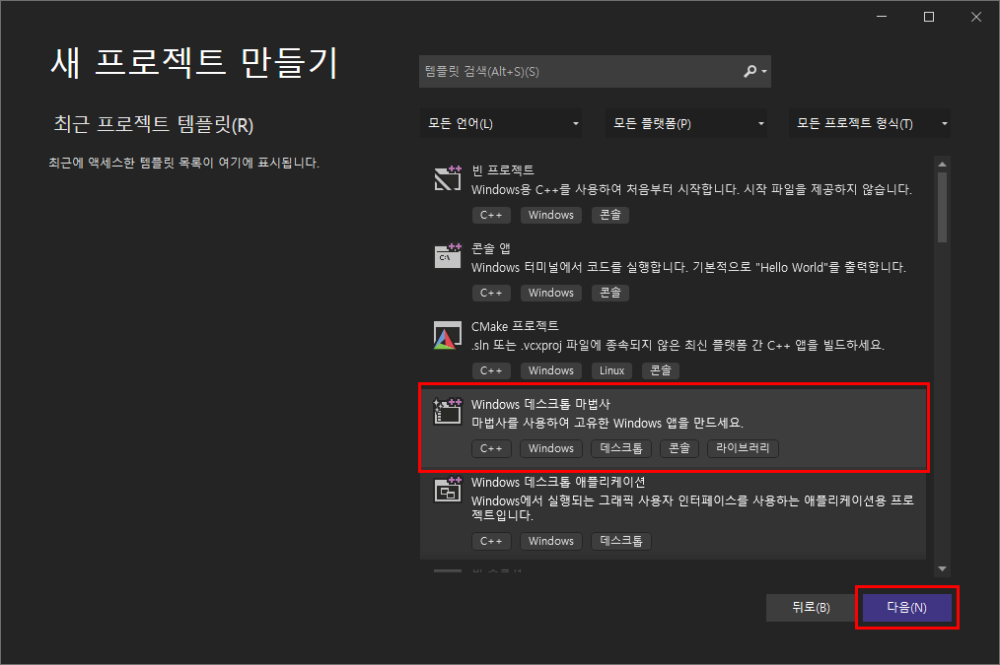 새 프로젝트 만들기
최근 프로젝트 템플릿(R)
최근에 액세스한 템플릿 목록이 여기에 표시됩니다.
템플릿 검색(Alt+S)(S)
모든 언어(L) 모든 플랫폼(P) 모든 프로젝트 형식(T)
빈 프로젝트
Windows용 C++를 사용하여 처음부터 시작합니다. 시작 파일을 제공하지 않습니다.
C++ Windows 콘솔
콘솔 앱
Windows 터미널에서 코드를 실행합니다. 기본적으로 "Hello World"를 출력합니다.
C++ Windows 콘솔
CMake 프로젝트
.sln 또는 .vcxproj 파일에 종속되지 않은 최신 플랫폼 간 C++ 앱을 빌드하세요.
C++ Windows Linux 콘솔
Windows 데스크톱 마법사
마법사를 사용하여 고유한 Windows 앱을 만드세요.
C++ Windows 데스크톱 콘솔 라이브러리
Windows 데스크톱 애플리케이션
Windows에서 실행되는 그래픽 사용자 인터페이스를 사용하는 애플리케이션용 프로
젝트입니다.
C++ Windows 데스크톱
뒤로(B) 다음(N)